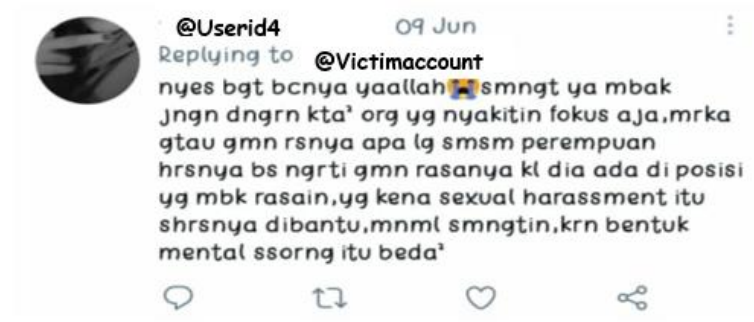 @Userid4 09 Jun
Replying to @Victimaccount
nyes bgt bcnya yaallah😭smngt ya mbak
jngn dngrn kta² org yg nyakitin fokus aja,mrka
gtau gmn rsnya apa lg smsm perempuan
hrsnya bs ngrti gmn rasanya kl dia ada di posisi
yg mbk rasain,yg kena sexual harassment itu
shrsnya dibantu,mnml smngtin,krn bentuk
mental ssorng itu beda²